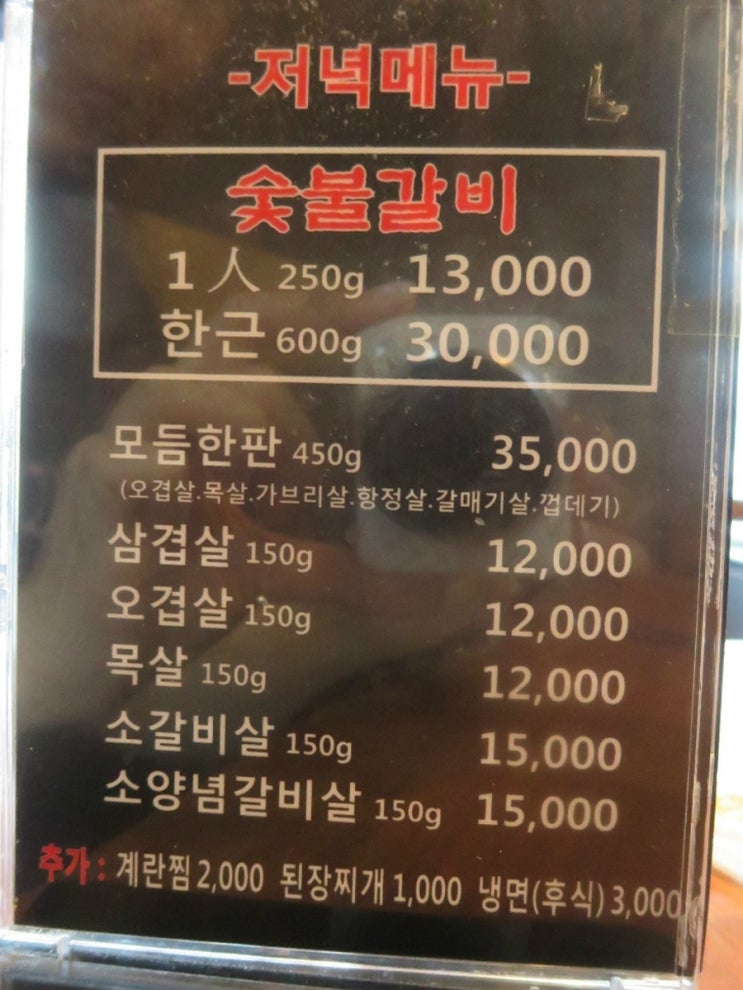 -저녁메뉴-
숯불갈비
1人 250g 13,000
한근 600g 30,000
모듬한판 450g 35,000
(오겹살.목살.가브리살.항정살.갈매기살.껍데기)
삼겹살 150g 12,000
오겹살 150g 12,000
목살 150g 12,000
소갈비살 150g 15,000
소양념갈비살 150g 15,000
추가: 계란찜 2,000 된장찌개 1,000 냉면(후식) 3,000